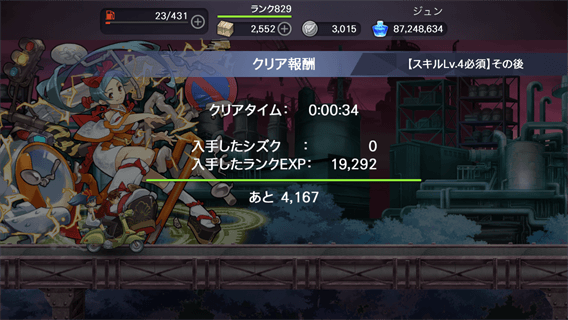 23/431
ランク829
2,552
3,015
ジュン
87,248,634
クリア報酬
【スキルLv.4必須】その後
クリアタイム： 0:00:34
入手したシズク ： 0
入手したランクEXP： 19,292
あと 4,167